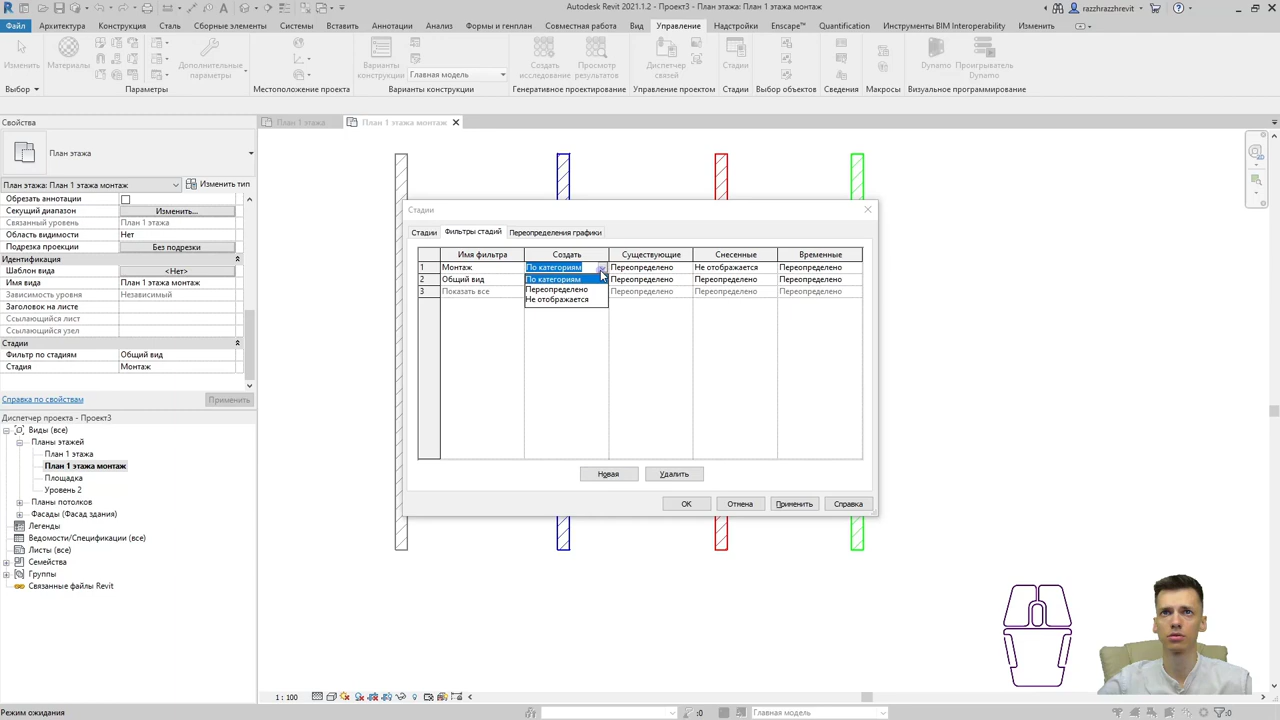 Autodesk Revit 2021.1.2 - Проект3 - План этажа: План 1 этажа монтаж
razzhrazzhrevit
Файл Архитектура Конструкция Сталь Сборные элементы Системы Вставить Аннотации Анализ Формы и генплан Совместная работа Вид Управление Надстройки Enscape™ Quantification Инструменты BIM Interoperability Изменить
Изменить
Материалы
Дополнительные параметры
Варианты конструкции
Главная модель
Создать исследование
Просмотр результатов
Диспетчер связей
Стадии
Dynamo
Проигрыватель Dynamo
Выбор Параметры Местоположение проекта Варианты конструкции Генеративное проектирование Управление проектом Стадии Выбор объектов Сведения Макросы Визуальное программирование
Свойства
План 1 этажа
План 1 этажа монтаж
План этажа
План этажа: План 1 этажа монтаж
Изменить тип
Обрезать аннотации
Секущий диапазон Изменить...
Связанный уровень План 1 этажа
Область видимости Нет
Подрезка проекции Без подрезки
Идентификация
Шаблон вида <Нет>
Имя вида План 1 этажа монтаж
Зависимость уровня Независимый
Заголовок на листе
Ссылающийся лист
Ссылающийся узел
Стадии
Фильтр по стадиям Общий вид
Стадия Монтаж
Справка по свойствам
Применить
Диспетчер проекта - Проект3
Виды (все)
Планы этажей
План 1 этажа
План 1 этажа монтаж
Площадка
Уровень 2
Планы потолков
Фасады (Фасад здания)
Легенды
Ведомости/Спецификации (все)
Листы (все)
Семейства
Группы
Связанные файлы Revit
Стадии
Стадии Фильтры стадий Переопределения графики
Имя фильтра Создать Существующие Снесенные Временные
1 Монтаж По категориям Переопределено Не отображается Переопределено
2 Общий вид По категориям Переопределено Переопределено Переопределено
3 Показать все Переопределено Переопределено Переопределено Переопределено
Не отображается
Новая
Удалить
OK
Отмена
Применить
Справка
1 : 100
Режим ожидания
:0
Главная модель
:0